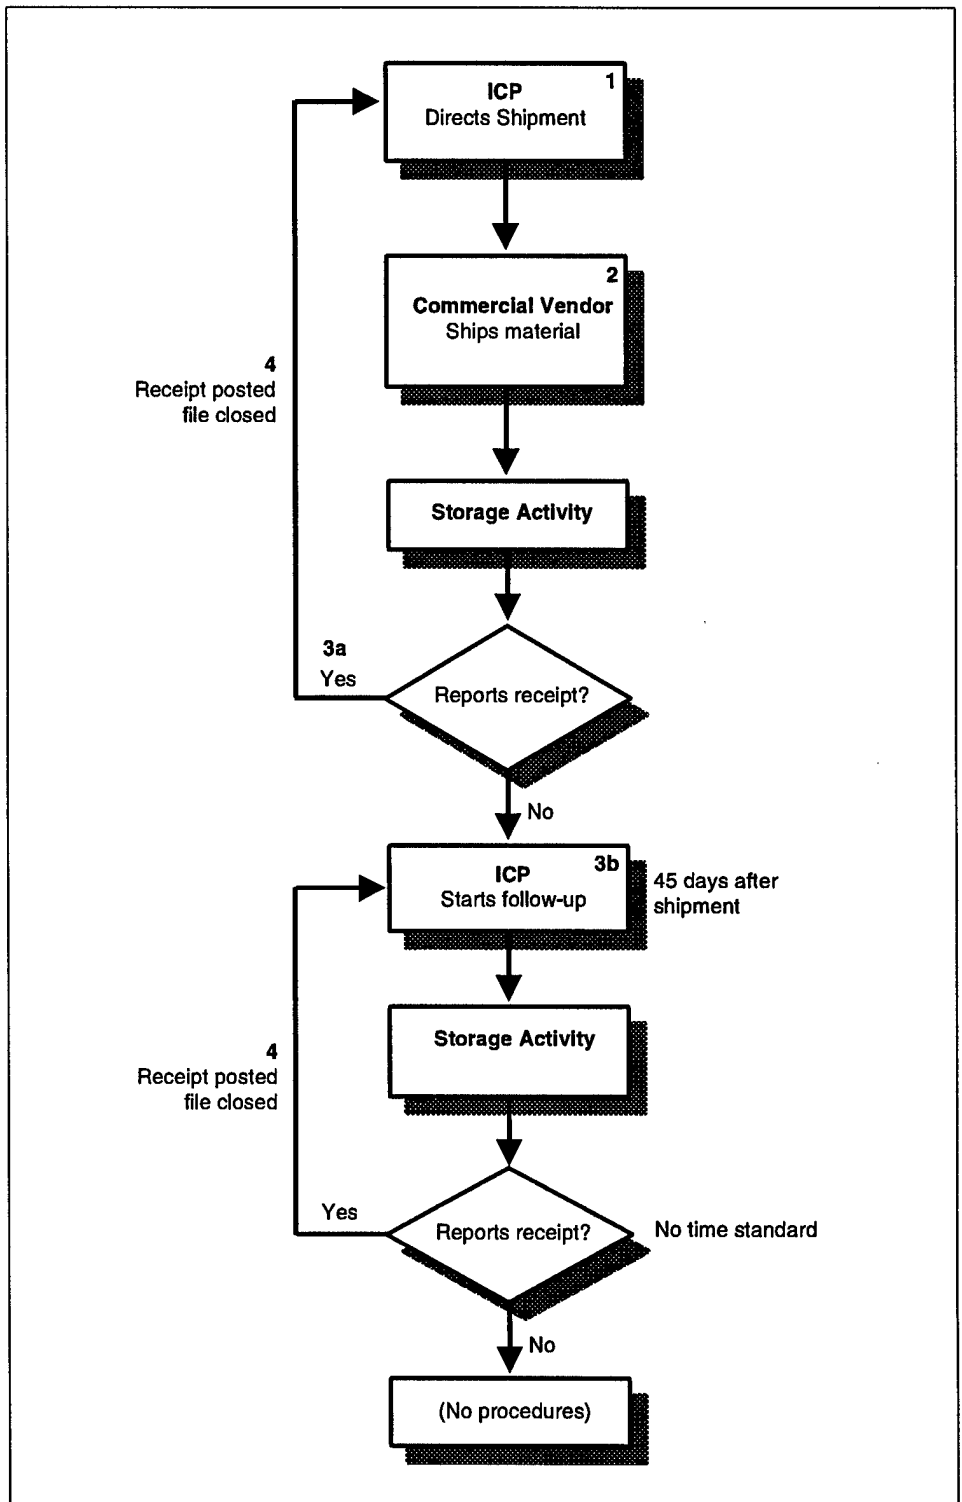 1
ICP
Directs Shipment
2
Commercial Vendor
Ships material
4
Receipt posted
file closed
Storage Activity
3a
Yes
Reports receipt?
No
3b
ICP
Starts follow-up
45 days after
shipment
Storage Activity
4
Receipt posted
file closed
Yes
Reports receipt?
No time standard
No
(No procedures)